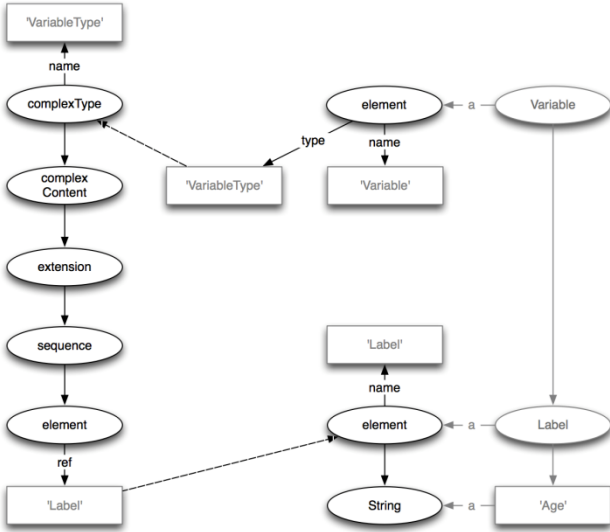 'VariableType'
name
complexType
element
a
Variable
type
name
complex
Content
'VariableType'
'Variable'
extension
sequence
'Label'
name
element
element
a
Label
ref
'Label'
String
a
'Age'